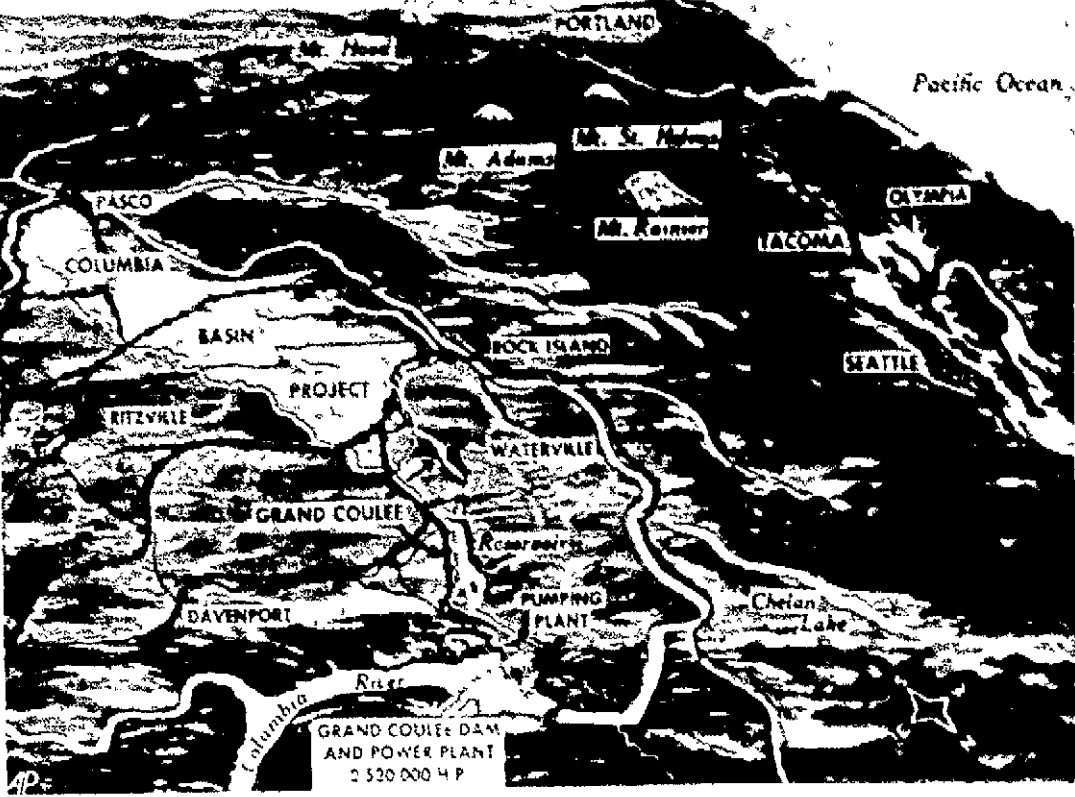 PORTLAND
Mt. Hood
Pacific Ocean
Mt. St. Helens
Mt. Adams
PASCO
OLYMPIA
Mt. Rainier
TACOMA
COLUMBIA
BASIN
ROCK ISLAND
SEATTLE
PROJECT
RITZVILLE
WATERVILLE
GRAND COULEE
Reservoir
PUMPING
PLANT
Chelan
Lake
DAVENPORT
River
Columbia
GRAND COULEE DAM
AND POWER PLANT
2 520 000 H P
AP